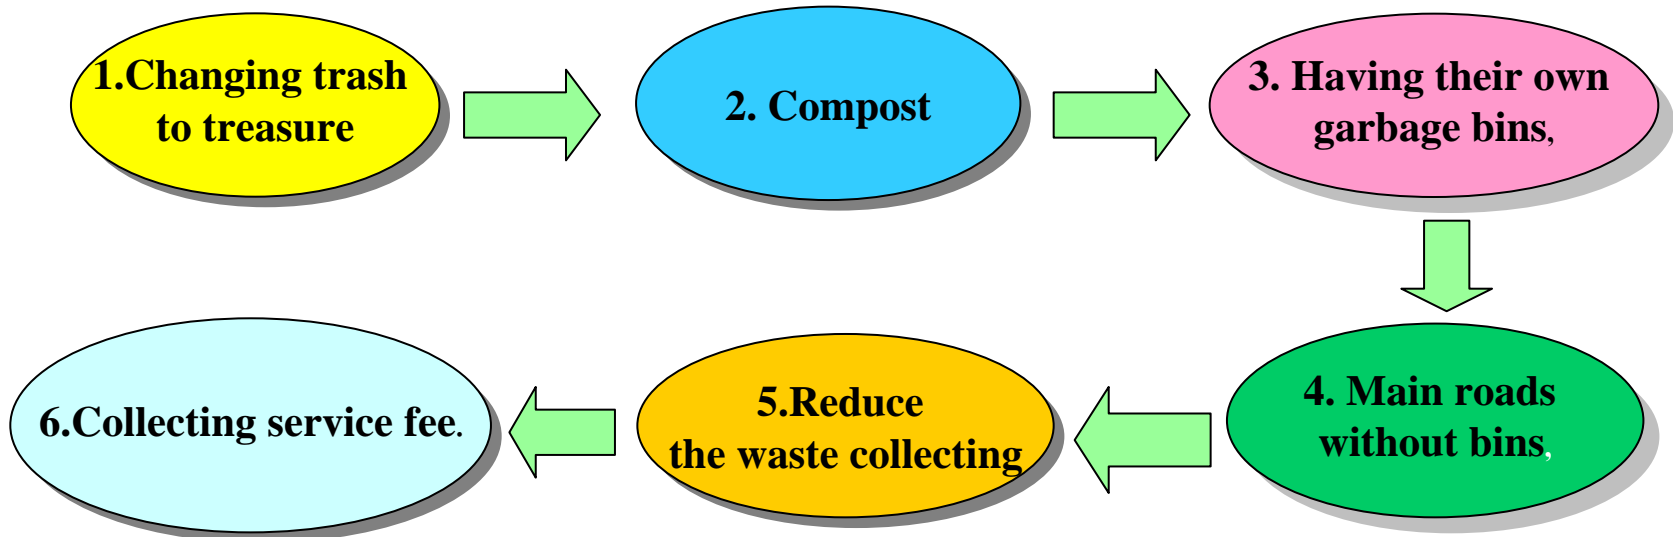 1.Changing trash
to treasure
2. Compost
3. Having their own
garbage bins,
4. Main roads
without bins,
5.Reduce
the waste collecting
6.Collecting service fee.